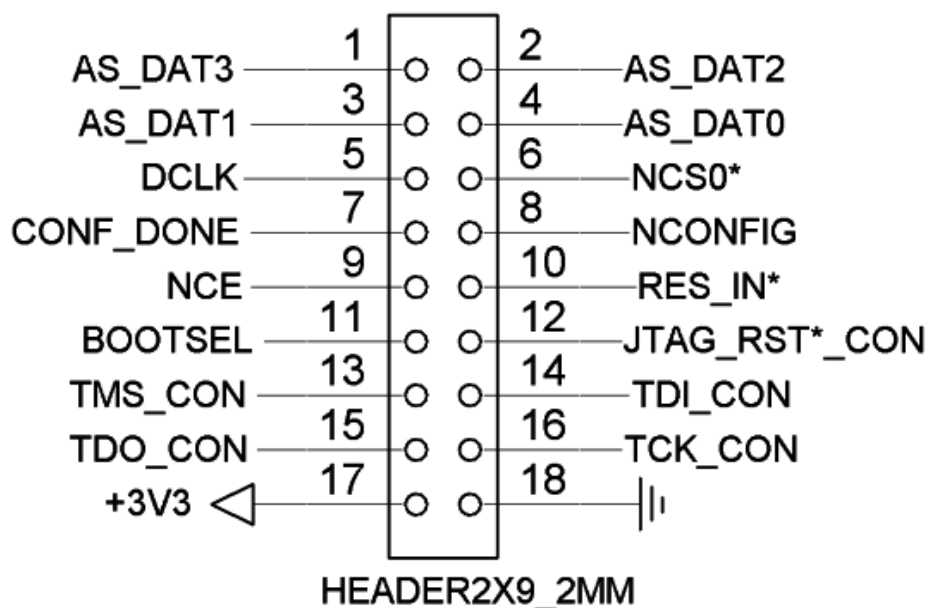 AS_DAT3 1 2 AS_DAT2
AS_DAT1 3 4 AS_DAT0
DCLK 5 6 NCS0*
CONF_DONE 7 8 NCONFIG
NCE 9 10 RES_IN*
BOOTSEL 11 12 JTAG_RST*_CON
TMS_CON 13 14 TDI_CON
TDO_CON 15 16 TCK_CON
+3V3 17 18
HEADER2X9_2MM